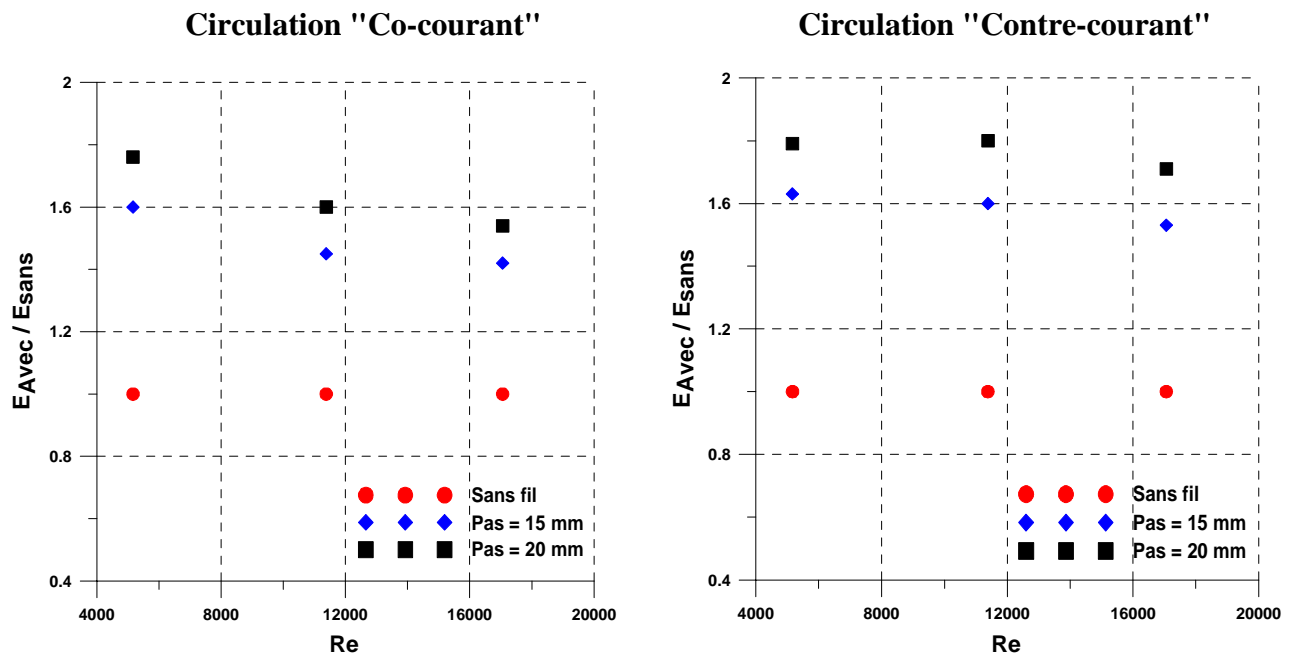 Circulation "Co-courant"
2
1.6
1.2
0.8
0.4
EAvec / Esans
4000 8000 12000 16000 20000
Re
Sans fil
Pas = 15 mm
Pas = 20 mm
Circulation "Contre-courant"
2
1.6
1.2
0.8
0.4
EAvec / Esans
4000 8000 12000 16000 20000
Re
Sans fil
Pas = 15 mm
Pas = 20 mm